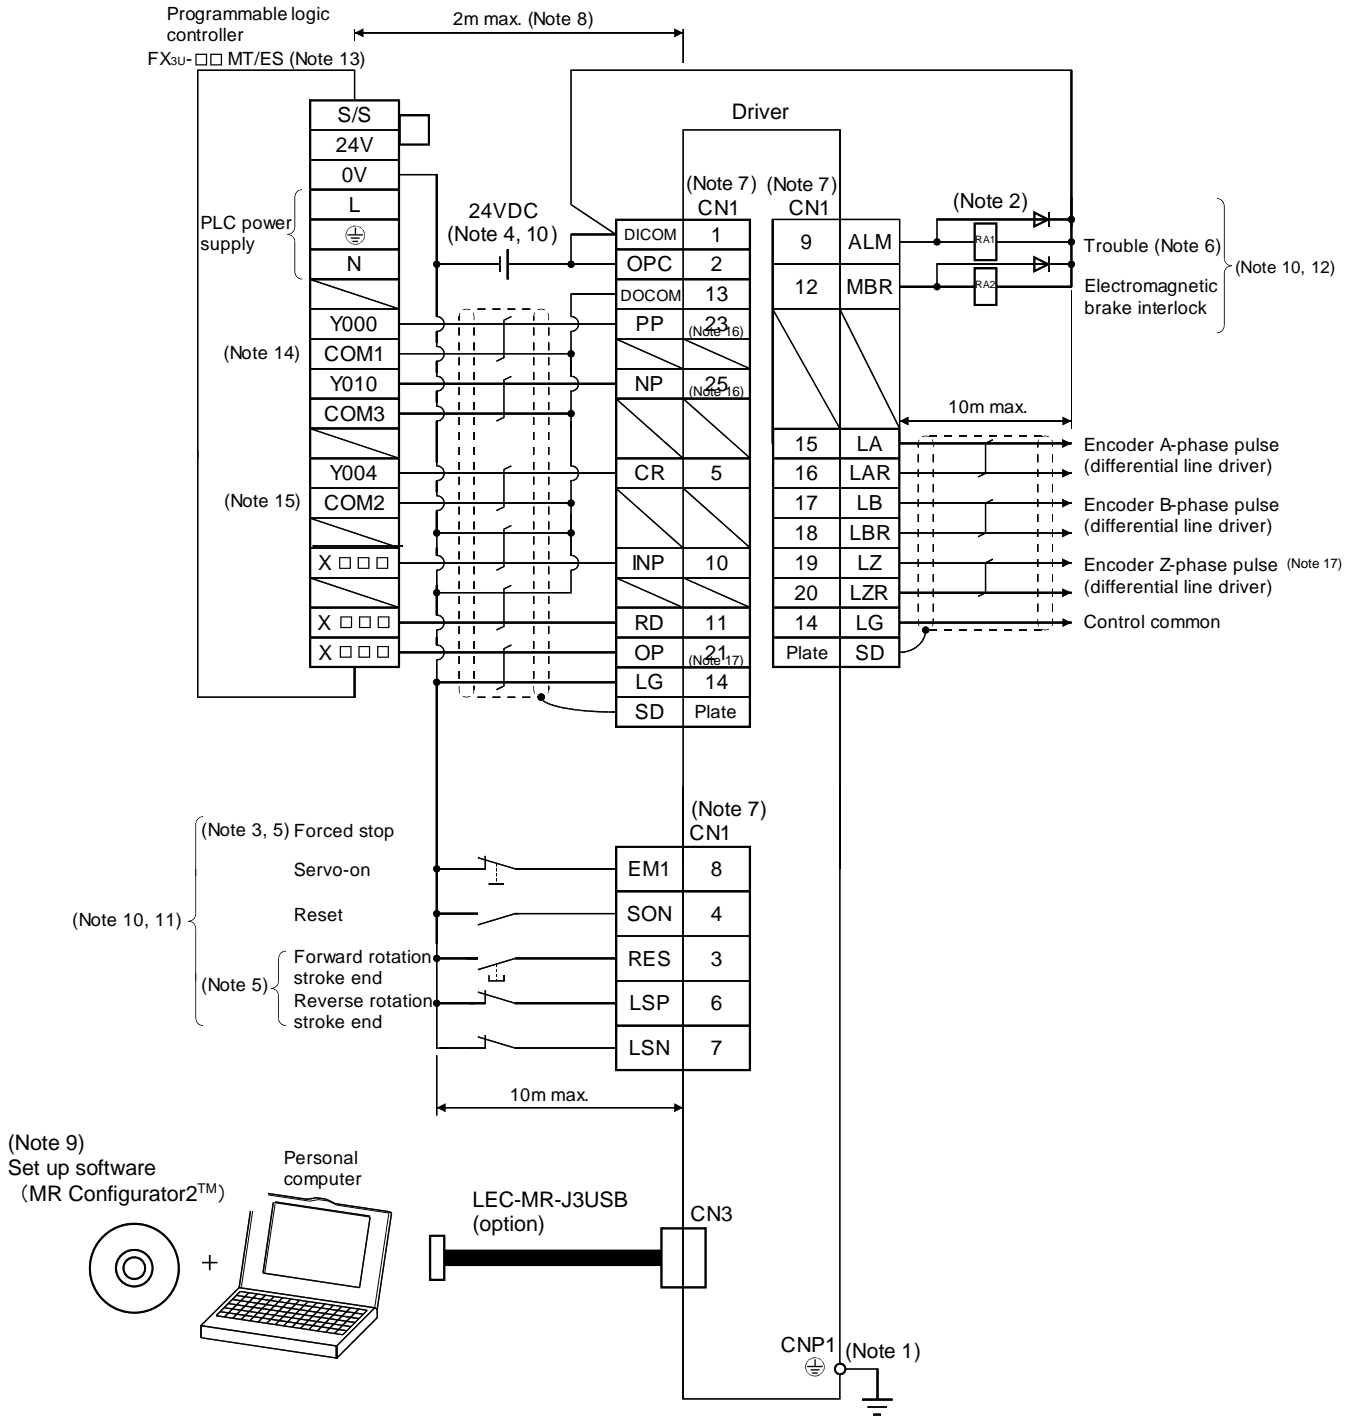 Programmable logic
controller
FX3U-□□ MT/ES (Note 13)
2m max. (Note 8)
Driver
S/S
24V
0V
L
N
PLC power
supply
Y000
COM1
(Note 14)
Y010
COM3
Y004
COM2
(Note 15)
X □□□
X □□□
X □□□
24VDC
(Note 4, 10)
(Note 7)
CN1
DICOM 1
OPC 2
DOCOM 13
PP 23
(Note 16)
NP 25
(Note 16)
CR 5
INP 10
RD 11
OP 21
(Note 17)
LG 14
SD Plate
(Note 7)
CN1
9 ALM
12 MBR
15 LA
16 LAR
17 LB
18 LBR
19 LZ
20 LZR
14 LG
Plate SD
(Note 2)
RA1
RA2
Trouble (Note 6)
Electromagnetic
brake interlock
(Note 10, 12)
10m max.
Encoder A-phase pulse
(differential line driver)
Encoder B-phase pulse
(differential line driver)
Encoder Z-phase pulse (Note 17)
(differential line driver)
Control common
(Note 7)
CN1
(Note 3, 5) Forced stop
Servo-on
Reset
(Note 10, 11)
Forward rotation
stroke end
(Note 5)
Reverse rotation
stroke end
EM1 8
SON 4
RES 3
LSP 6
LSN 7
10m max.
(Note 9)
Set up software
(MR Configurator2TM)
+
Personal
computer
LEC-MR-J3USB
(option)
CN3
CNP1
(Note 1)